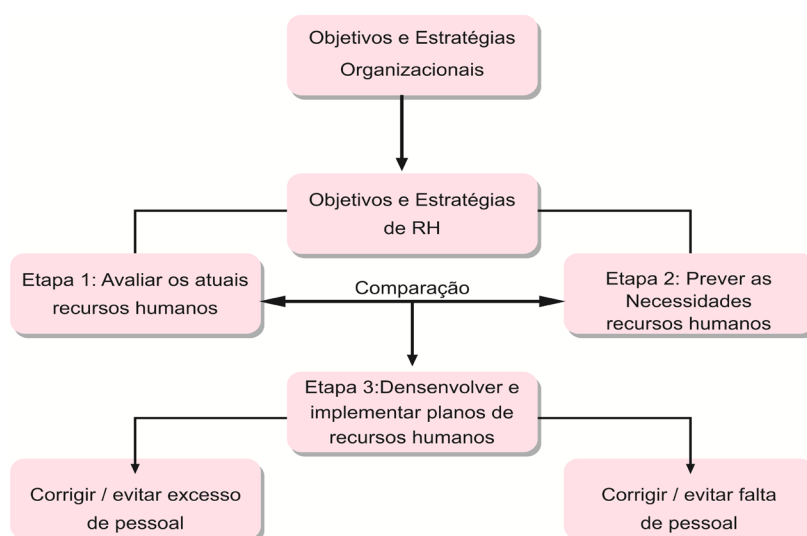 Objetivos e Estratégias
Organizacionais
Objetivos e Estratégias
de RH
Etapa 1: Avaliar os atuais
recursos humanos
Comparação
Etapa 2: Prever as
Necessidades
recursos humanos
Etapa 3:Densenvolver e
implementar planos de
recursos humanos
Corrigir / evitar excesso
de pessoal
Corrigir / evitar falta
de pessoal